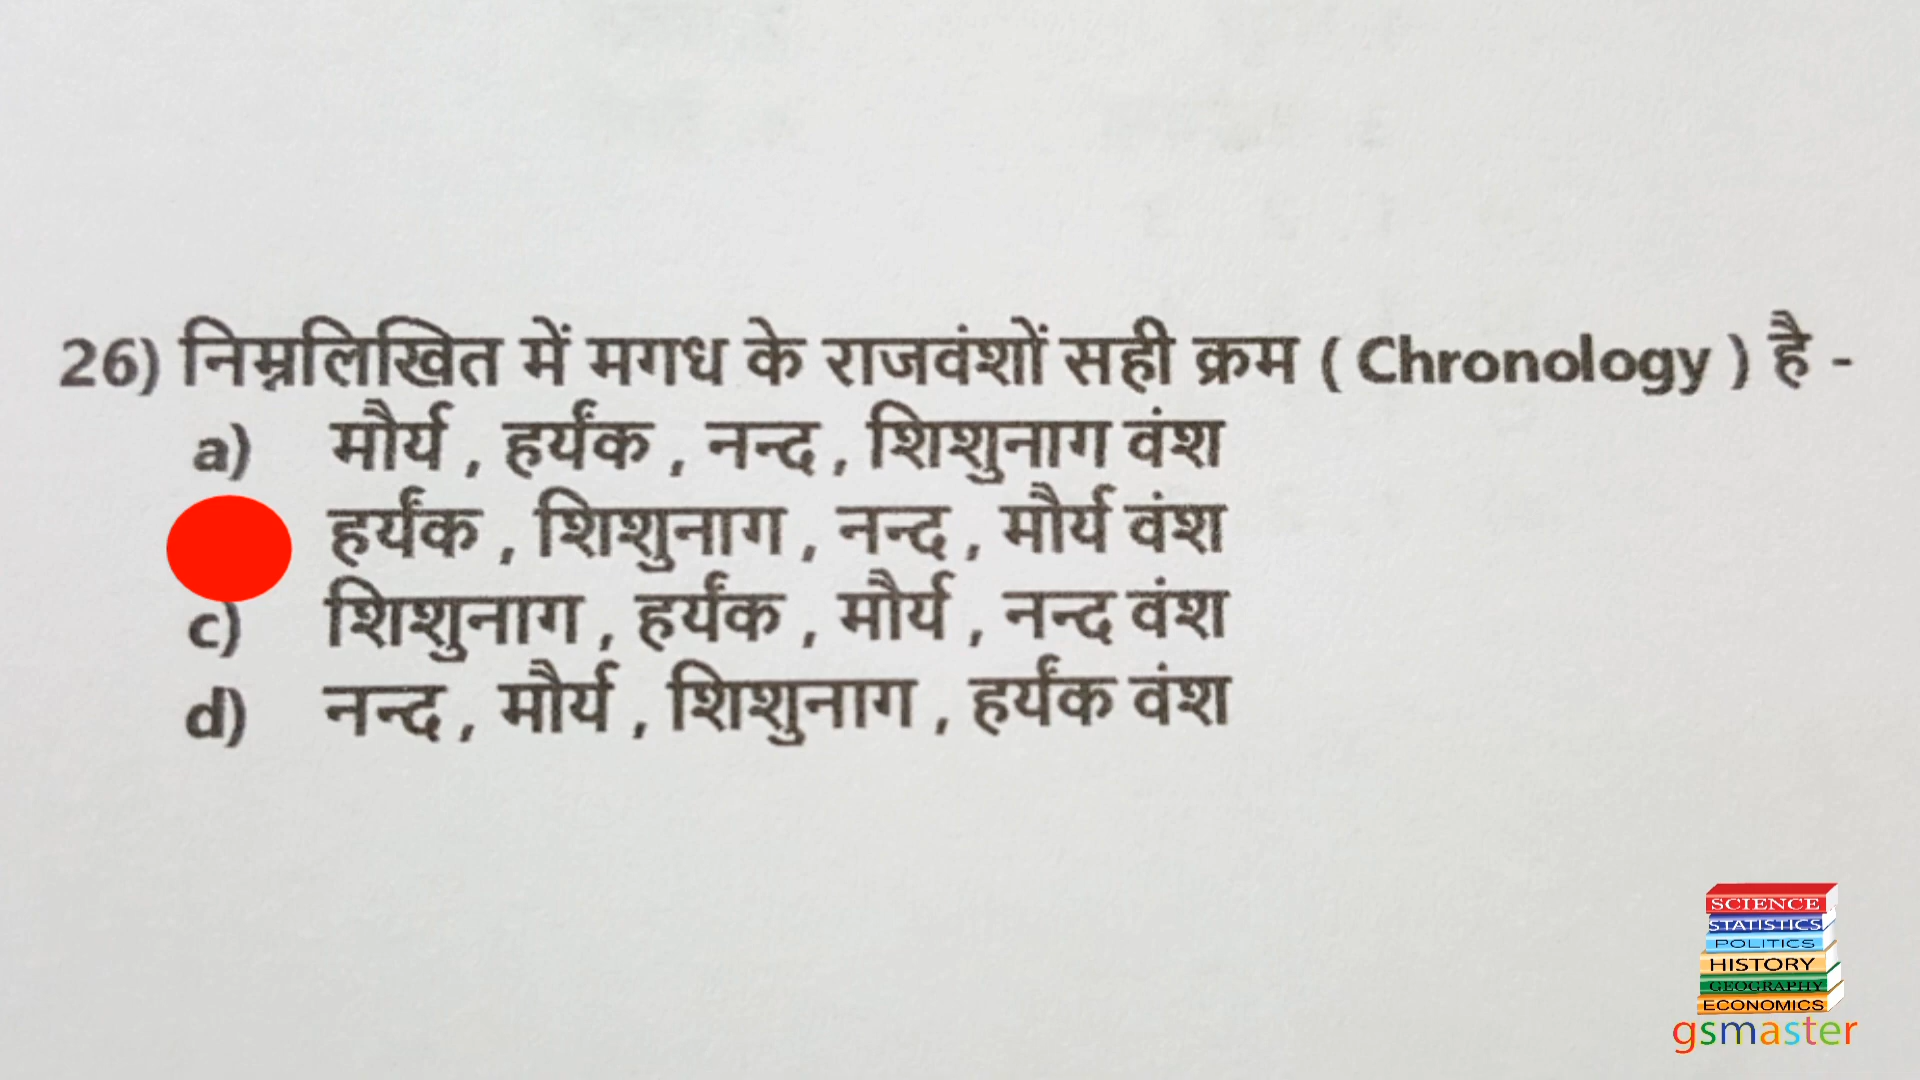 26) निम्नलिखित में मगध के राजवंशों सही क्रम ( Chronology ) है -
a) मौर्य , हर्यंक , नन्द , शिशुनाग वंश
हर्यंक , शिशुनाग , नन्द , मौर्य वंश
c) शिशुनाग , हर्यंक , मौर्य , नन्द वंश
d) नन्द , मौर्य , शिशुनाग , हर्यंक वंश
SCIENCE
STATISTICS
POLITICS
HISTORY
GEOGRAPHY
ECONOMICS
gsmaster